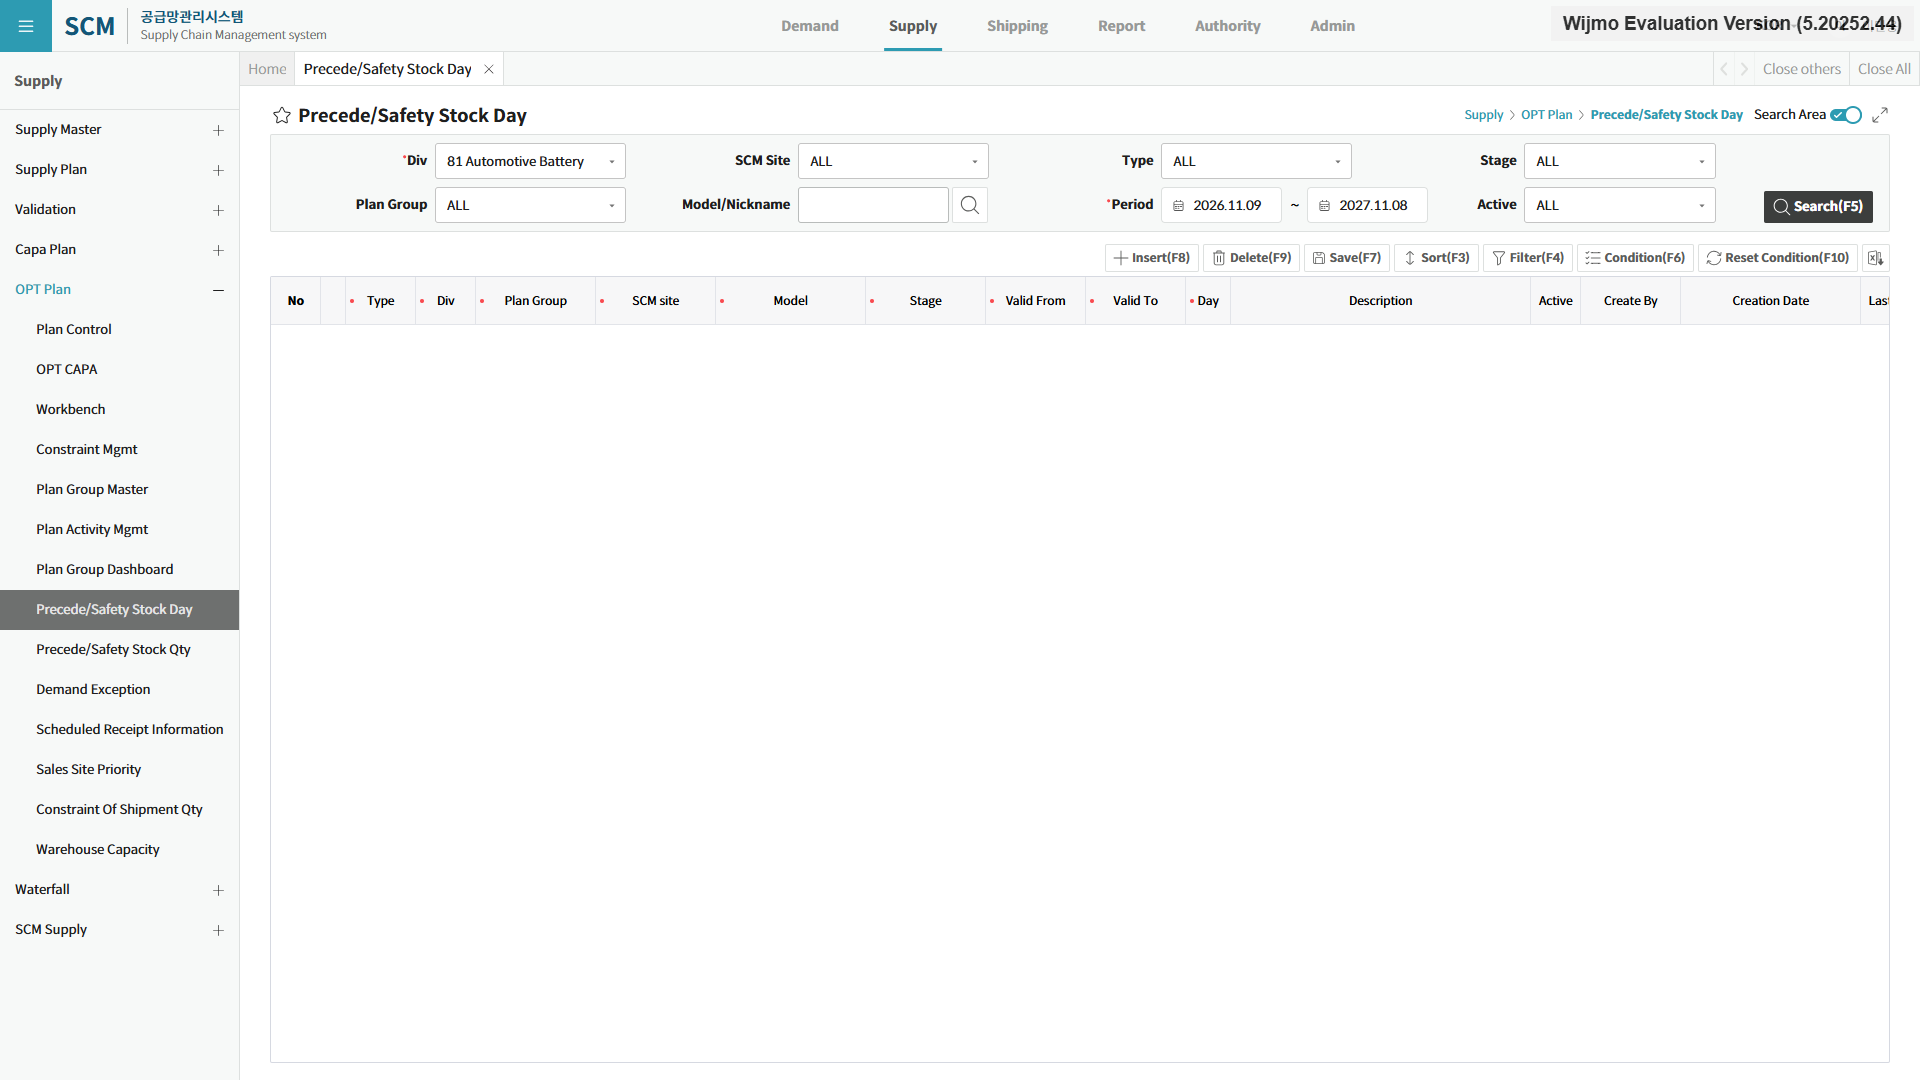 SCM
공급망관리시스템
Supply Chain Management system
Demand
Supply
Shipping
Report
Authority
Admin
Wijmo Evaluation Version (5.20252.44)
Supply
Home
Precede/Safety Stock Day
Close others
Close All
Supply Master
Supply Plan
Validation
Capa Plan
OPT Plan
Plan Control
OPT CAPA
Workbench
Constraint Mgmt
Plan Group Master
Plan Activity Mgmt
Plan Group Dashboard
Precede/Safety Stock Day
Precede/Safety Stock Qty
Demand Exception
Scheduled Receipt Information
Sales Site Priority
Constraint Of Shipment Qty
Warehouse Capacity
Waterfall
SCM Supply
Precede/Safety Stock Day
Supply > OPT Plan > Precede/Safety Stock Day
Search Area
*Div 81 Automotive Battery
SCM Site ALL
Type ALL
Stage ALL
Plan Group ALL
Model/Nickname
*Period 2026.11.09 ~ 2027.11.08
Active ALL
Search(F5)
Insert(F8)
Delete(F9)
Save(F7)
Sort(F3)
Filter(F4)
Condition(F6)
Reset Condition(F10)
No
Type
Div
Plan Group
SCM site
Model
Stage
Valid From
Valid To
Day
Description
Active
Create By
Creation Date
Las